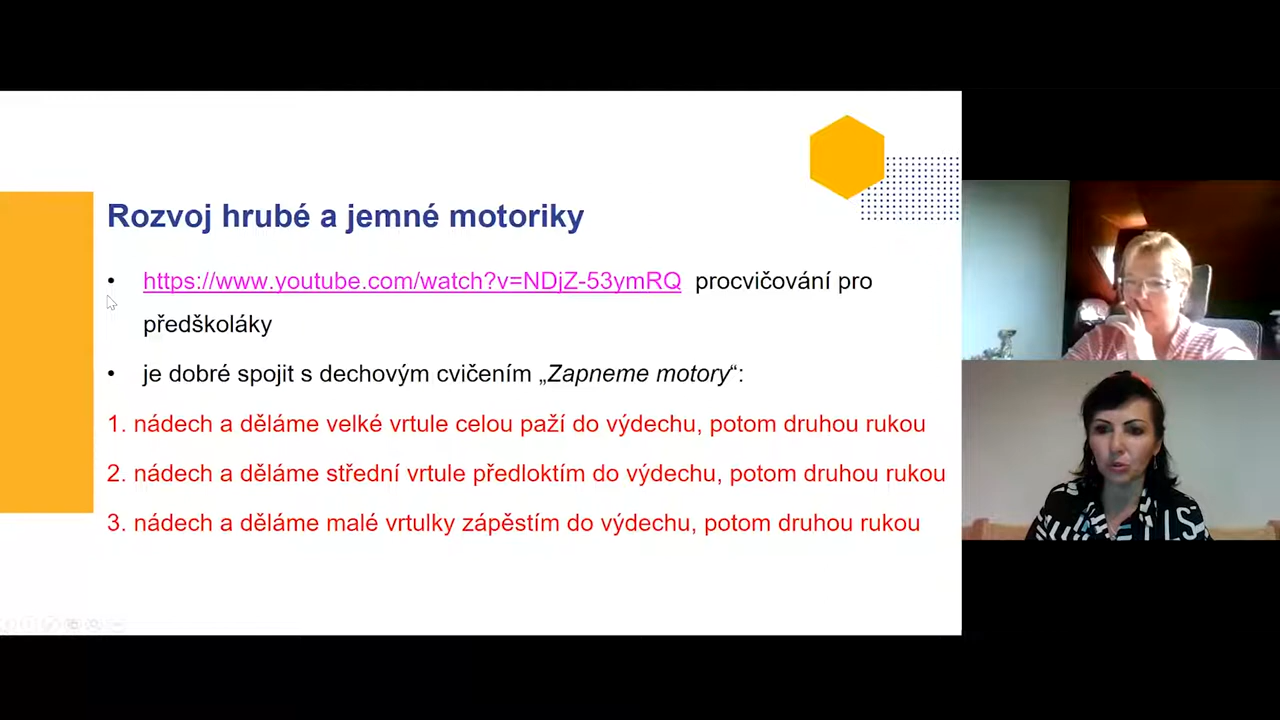 Rozvoj hrubé a jemné motoriky
• https://www.youtube.com/watch?v=NDjZ-53ymRQ procvičování pro
předškoláky
• je dobré spojit s dechovým cvičením „Zapneme motory“:
1. nádech a děláme velké vrtule celou paží do výdechu, potom druhou rukou
2. nádech a děláme střední vrtule předloktím do výdechu, potom druhou rukou
3. nádech a děláme malé vrtulky zápěstím do výdechu, potom druhou rukou